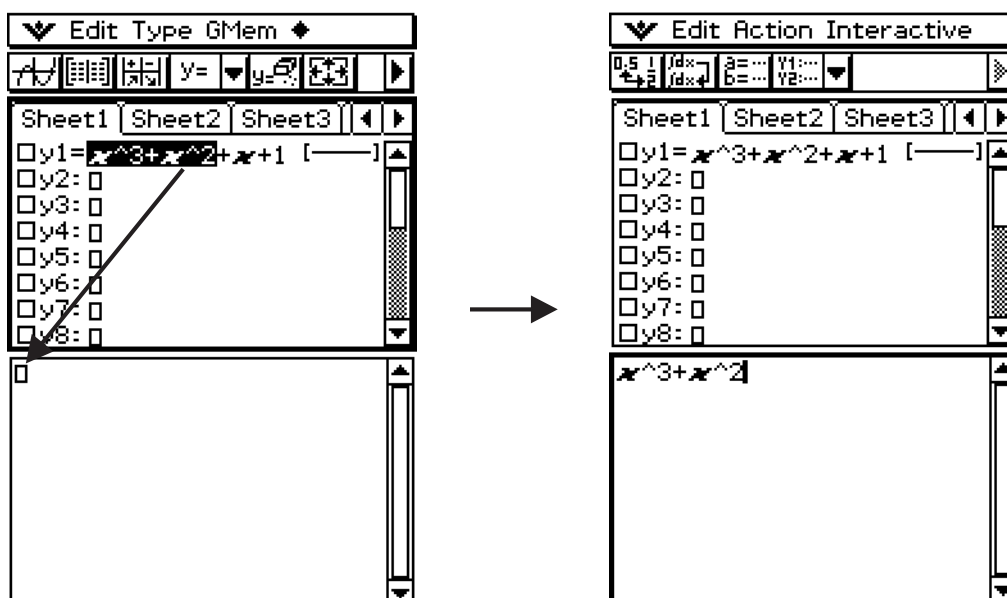 Edit Type GMem ◆
y=
Sheet1 Sheet2 Sheet3
y1=x^3+x^2+x+1 [—]
y2:
y3:
y4:
y5:
y6:
y7:
y8:
Edit Action Interactive
Sheet1 Sheet2 Sheet3
y1=x^3+x^2+x+1 [—]
y2:
y3:
y4:
y5:
y6:
y7:
y8:
x^3+x^2